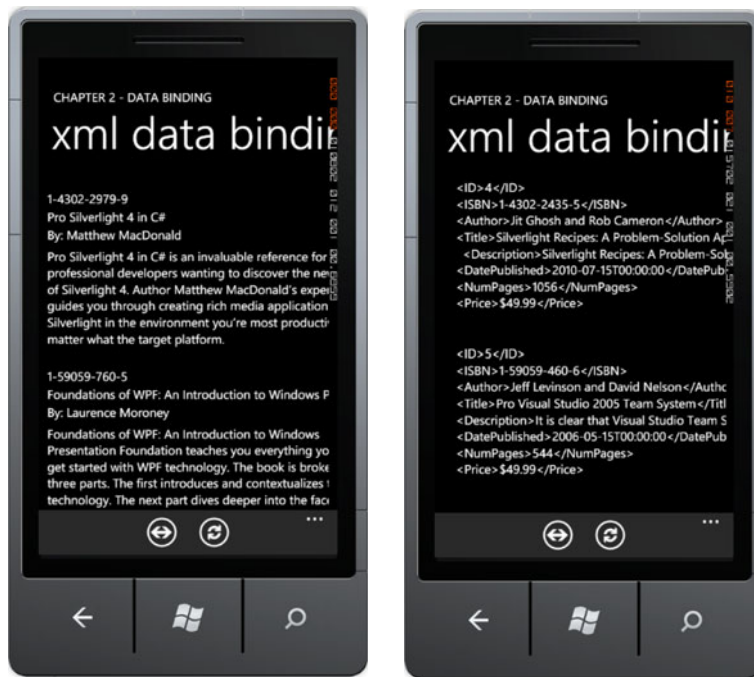 CHAPTER 2 - DATA BINDING
xml data bindin
1-4302-2979-9
Pro Silverlight 4 in C#
By: Matthew MacDonald
Pro Silverlight 4 in C# is an invaluable reference for
professional developers wanting to discover the
of Silverlight 4. Author Matthew MacDonald's
guides you through creating rich media application
Silverlight in the environment you're most
matter what the target platform.
1-59059-760-5
Foundations of WPF: An Introduction to Windows P
By: Laurence Moroney
Foundations of WPF: An Introduction to Windows
Presentation Foundation teaches you everything yo
get started with WPF technology. The book is broke
three parts. The first introduces and contextualizes
technology. The next part dives deeper into the face
...
CHAPTER 2 - DATA BINDING
xml data bindin
<ID>4</ID>
<ISBN>1-4302-2435-5</ISBN>
<Author>Jit Ghosh and Rob Cameron</Author>
<Title>Silverlight Recipes: A Problem-Solution Ap
<Description>Silverlight Recipes: A
<DatePublished>2010-07-15T00:00:00</DatePub
<NumPages>1056</NumPages>
<Price>$49.99</Price>
<ID>5</ID>
<ISBN>1-59059-460-6</ISBN>
<Author>Jeff Levinson and David Nelson</Autho
<Title>Pro Visual Studio 2005 Team System</Titl
<Description>It is clear that Visual Studio Team S
<DatePublished>2006-05-15T00:00:00</DatePub
<NumPages>544</NumPages>
<Price>$49.99</Price>
...